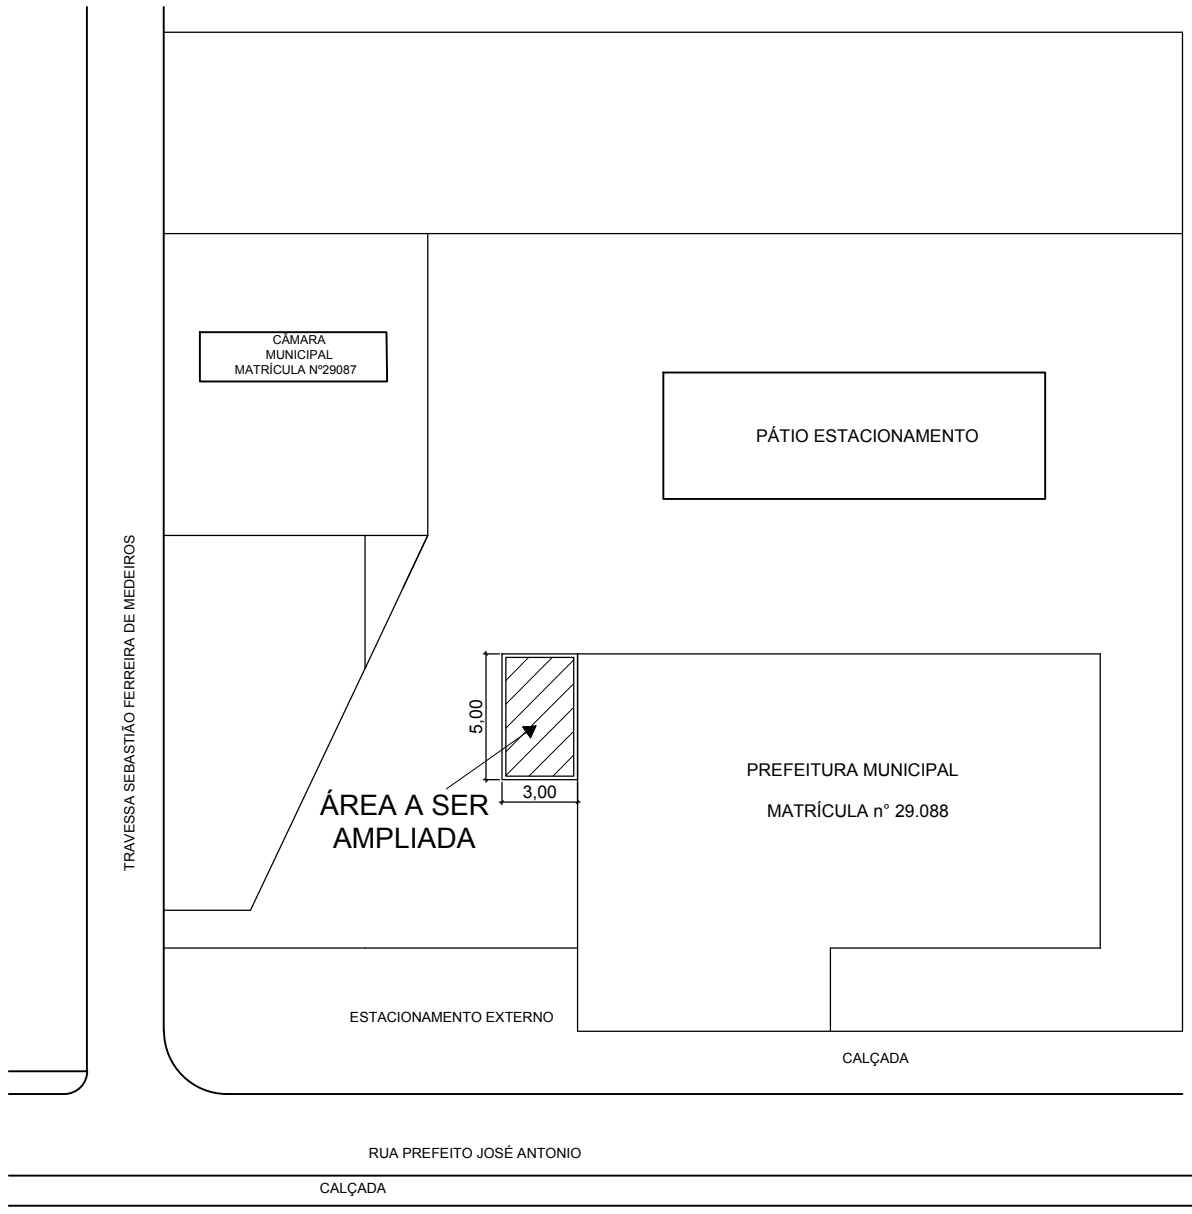 CÂMARA
MUNICIPAL
MATRÍCULA Nº29087
PÁTIO ESTACIONAMENTO
TRAVESSA SEBASTIÃO FERREIRA DE MEDEIROS
5,00
3,00
ÁREA A SER
AMPLIADA
PREFEITURA MUNICIPAL
MATRÍCULA n° 29.088
ESTACIONAMENTO EXTERNO
CALÇADA
RUA PREFEITO JOSÉ ANTONIO
CALÇADA